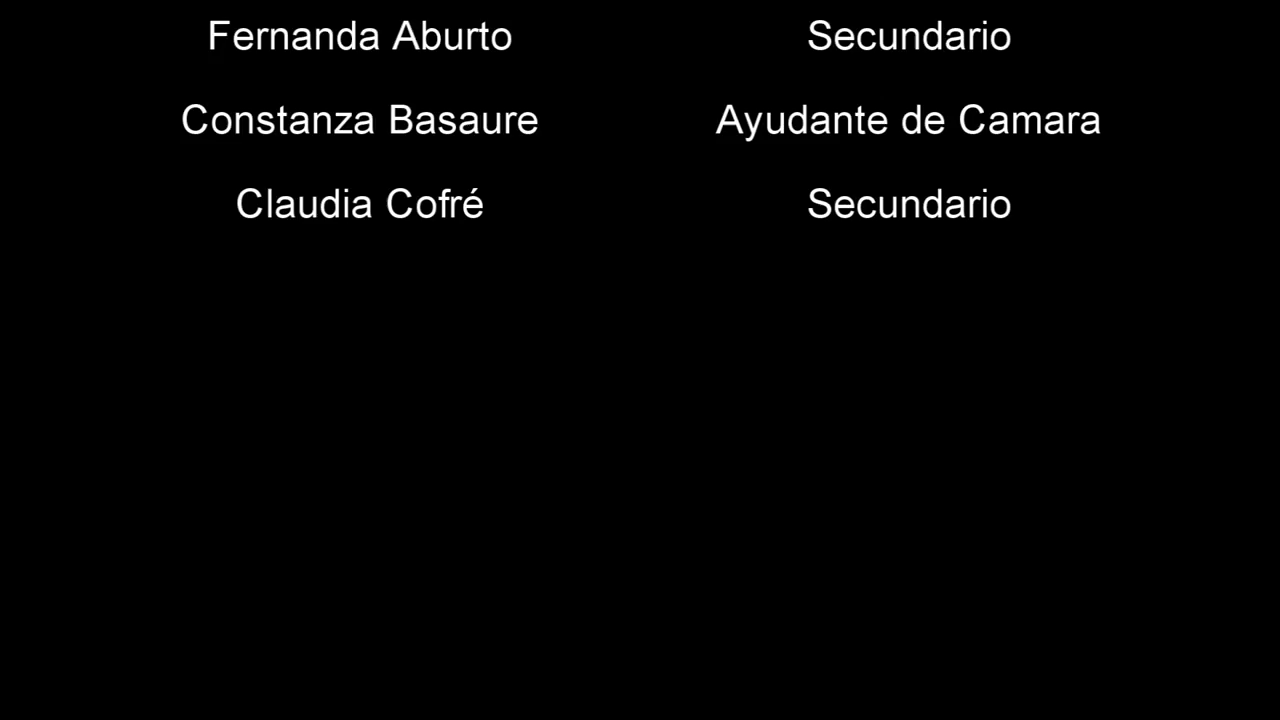 Fernanda Aburto Secundario
Constanza Basaure Ayudante de Camara
Claudia Cofré Secundario